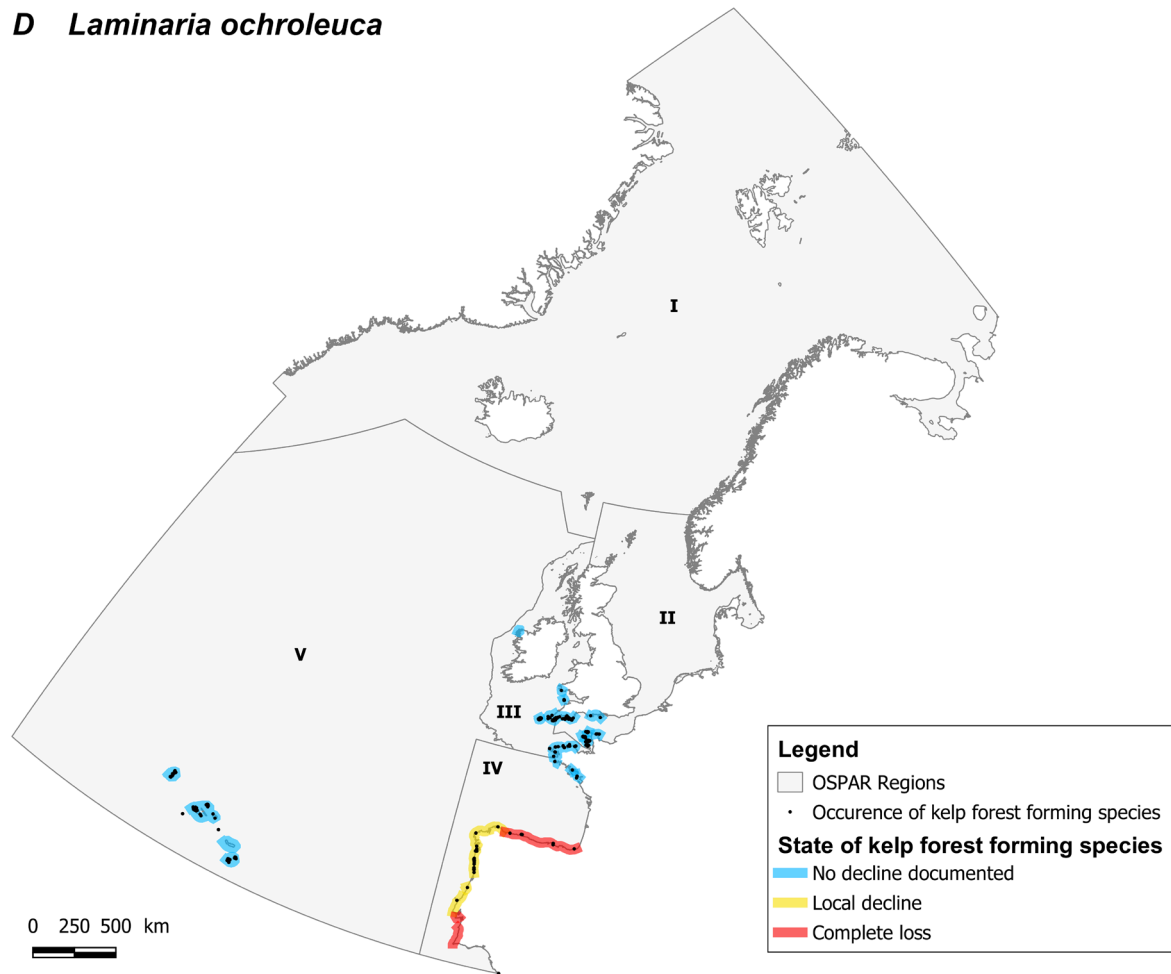 D Laminaria ochroleuca
I
II
V
III
IV
Legend
OSPAR Regions
Occurence of kelp forest forming species
State of kelp forest forming species
No decline documented
Local decline
Complete loss
0 250 500 km